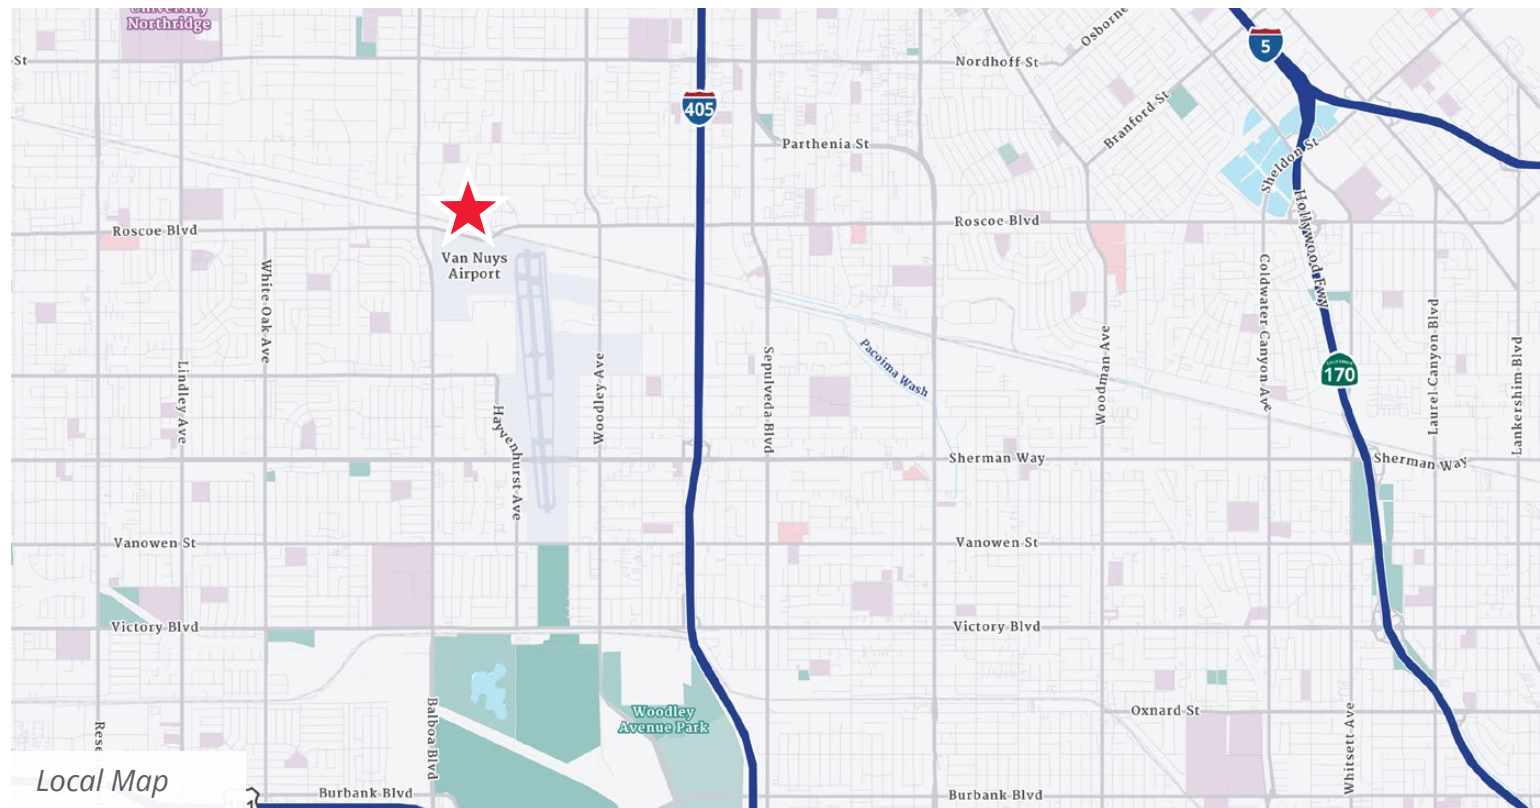 University
Northridge
Osborne
5
St
Nordhoff St
405
Branford St
Parthenia St
Sheldon St
Hollywood Fwy
Roscoe Blvd
Roscoe Blvd
Van Nuys
Airport
White Oak Ave
Coldwater Canyon Ave
Laurel Canyon Blvd
Lankershim Blvd
Lindley Ave
Woodley Ave
Sepulveda Blvd
Pacoima Wash
Woodman Ave
CALIFORNIA
170
Hayvenhurst Ave
Sherman Way
Sherman Way
Vanowen St
Vanowen St
Victory Blvd
Victory Blvd
Balboa Blvd
Woodley
Avenue Park
Oxnard St
Whitsett Ave
Local Map
Burbank Blvd
Burbank Blvd